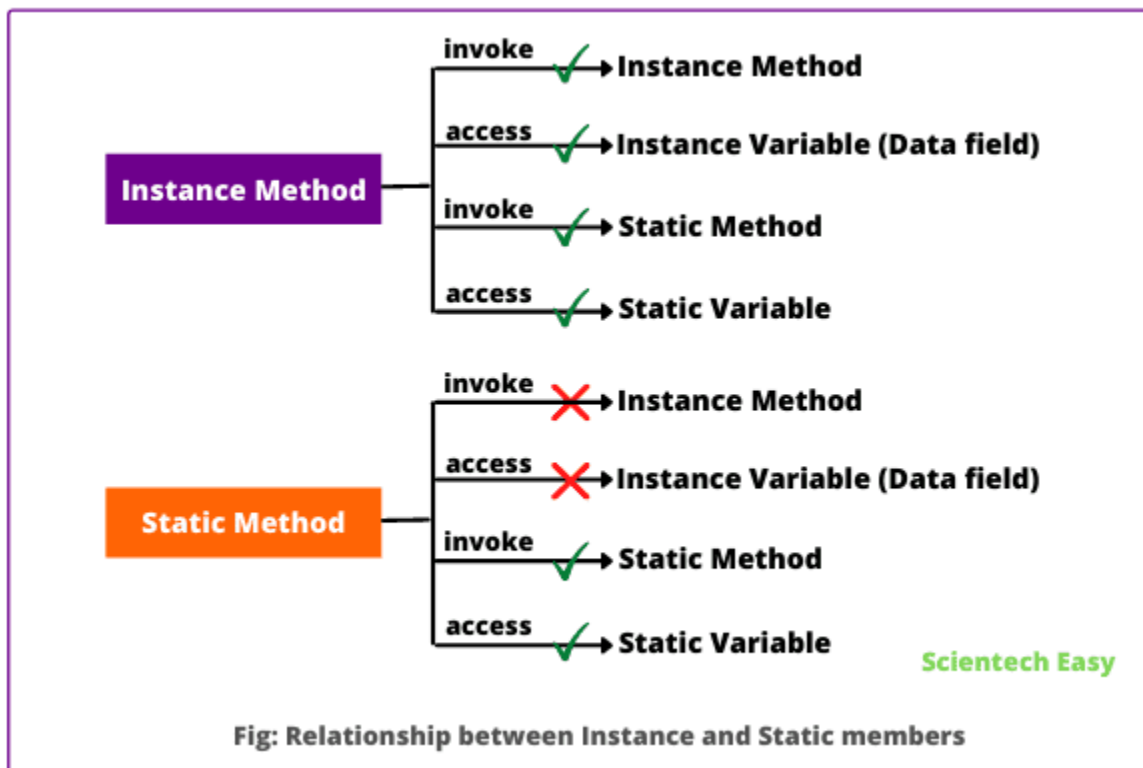 invoke
Instance Method
access
Instance Variable (Data field)
Instance Method
invoke
Static Method
access
Static Variable
invoke
Instance Method
access
Instance Variable (Data field)
Static Method
invoke
Static Method
access
Static Variable
Scientech Easy
Fig: Relationship between Instance and Static members